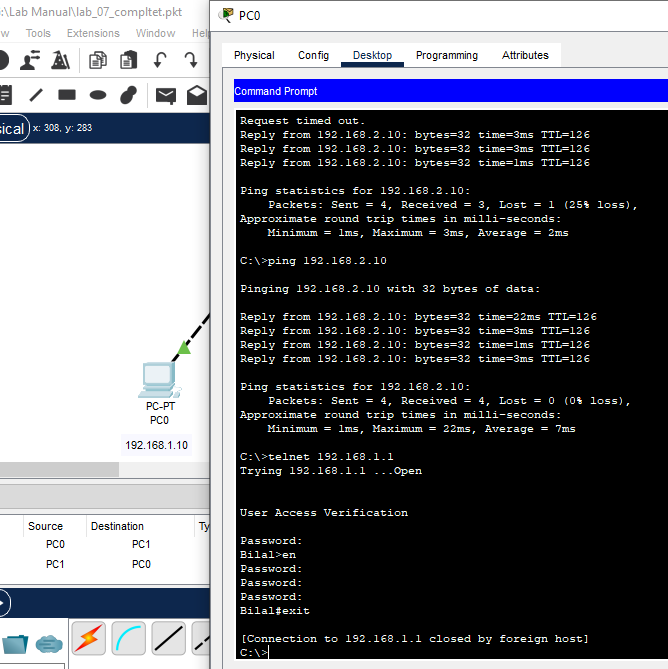 :\Lab Manual\lab_07_compltet.pkt
PC0
w Tools Extensions Window Help
Physical Config Desktop Programming Attributes
Command Prompt
sical x: 308, y: 283
Request timed out.
Reply from 192.168.2.10: bytes=32 time=3ms TTL=126
Reply from 192.168.2.10: bytes=32 time=3ms TTL=126
Reply from 192.168.2.10: bytes=32 time=1ms TTL=126
Ping statistics for 192.168.2.10:
Packets: Sent = 4, Received = 3, Lost = 1 (25% loss),
Approximate round trip times in milli-seconds:
Minimum = 1ms, Maximum = 3ms, Average = 2ms
C:\>ping 192.168.2.10
Pinging 192.168.2.10 with 32 bytes of data:
Reply from 192.168.2.10: bytes=32 time=22ms TTL=126
Reply from 192.168.2.10: bytes=32 time=3ms TTL=126
Reply from 192.168.2.10: bytes=32 time=1ms TTL=126
Reply from 192.168.2.10: bytes=32 time=3ms TTL=126
Ping statistics for 192.168.2.10:
Packets: Sent = 4, Received = 4, Lost = 0 (0% loss),
Approximate round trip times in milli-seconds:
Minimum = 1ms, Maximum = 22ms, Average = 7ms
C:\>telnet 192.168.1.1
Trying 192.168.1.1 ...Open
User Access Verification
Password:
Bilal>en
Password:
Password:
Password:
Bilal#exit
[Connection to 192.168.1.1 closed by foreign host]
C:\>
PC-PT
PC0
192.168.1.10
Source Destination Ty
PC0 PC1
PC1 PC0